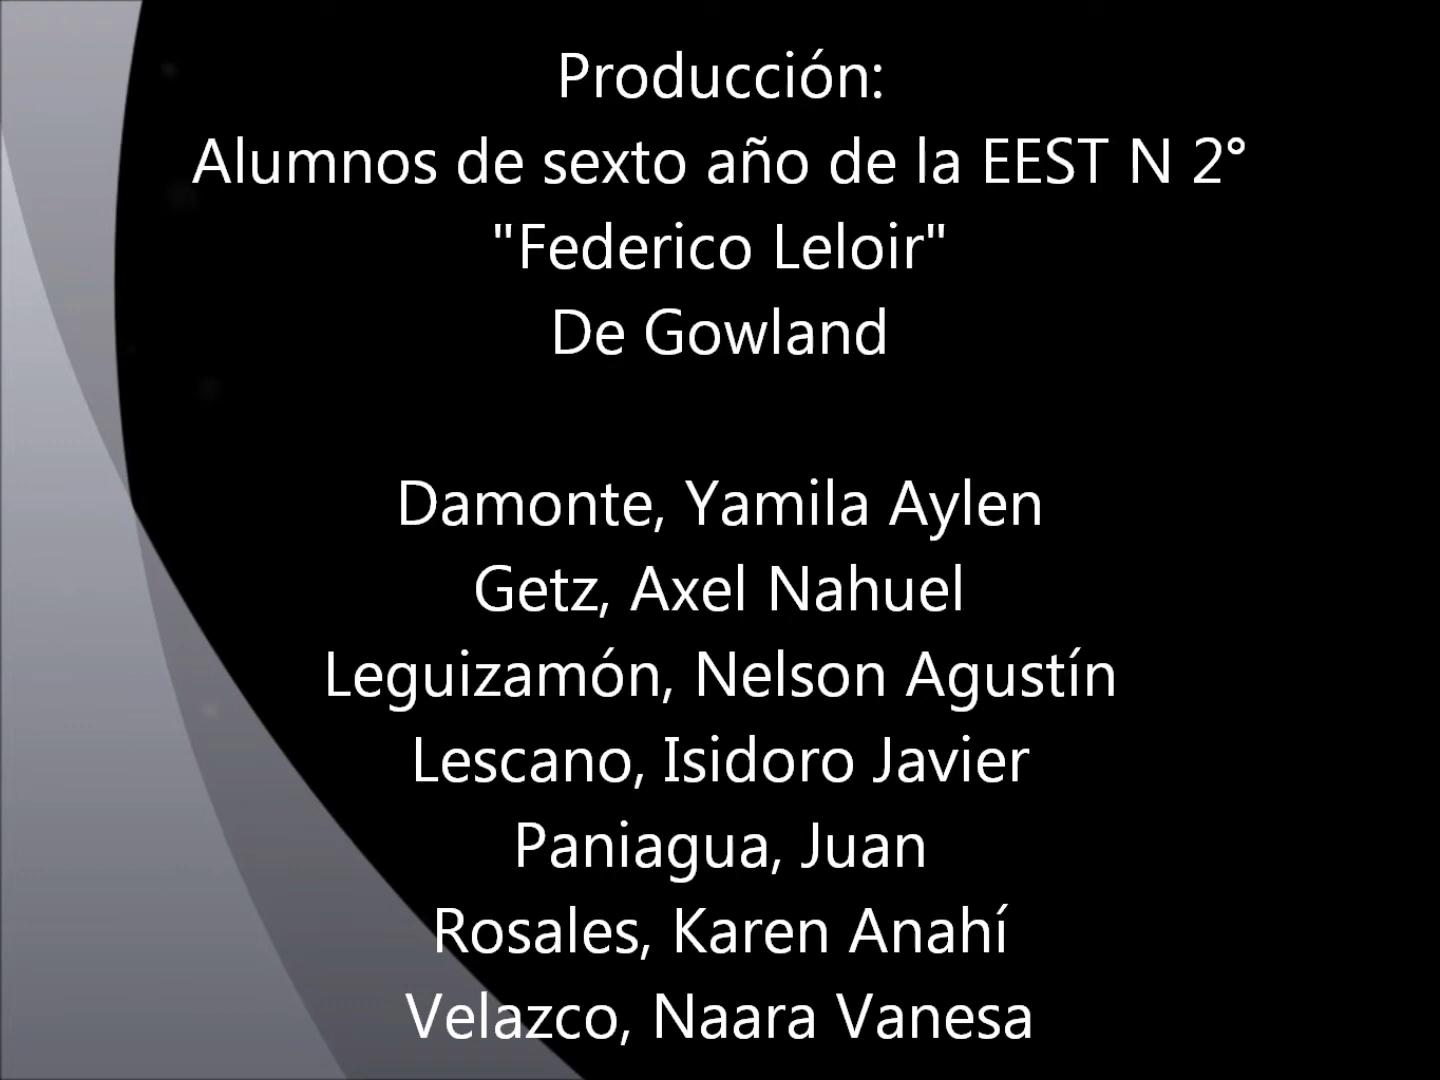 Producción:
Alumnos de sexto año de la EEST N 2°
"Federico Leloir"
De Gowland
Damonte, Yamila Aylen
Getz, Axel Nahuel
Leguizamón, Nelson Agustín
Lescano, Isidoro Javier
Paniagua, Juan
Rosales, Karen Anahí
Velazco, Naara Vanesa